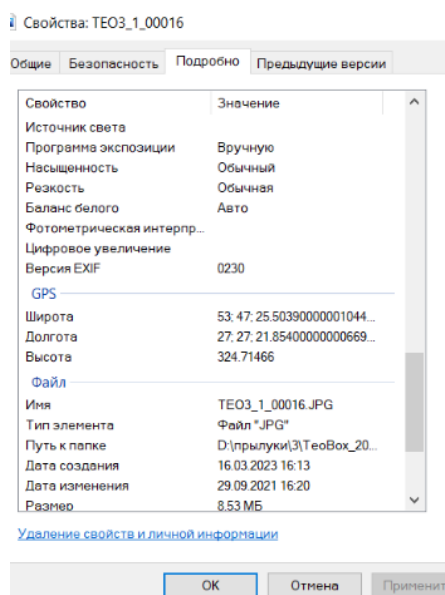 Свойства: TEO3_1_00016
Общие Безопасность Подробно Предыдущие версии
Свойство Значение
Источник света
Программа экспозиции Вручную
Насыщенность Обычный
Резкость Обычная
Баланс белого Авто
Фотометрическая интерпр...
Цифровое увеличение
Версия EXIF 0230
GPS
Широта 53; 47; 25.50390000001044...
Долгота 27; 27; 21.85400000000669...
Высота 324.71466
Файл
Имя TEO3_1_00016.JPG
Тип элемента Файл "JPG"
Путь к папке D:\прылуки\3\TeoBox_20...
Дата создания 16.03.2023 16:13
Дата изменения 29.09.2021 16:20
Размер 8.53 МБ
Удаление свойств и личной информации
ОК Отмена Применить